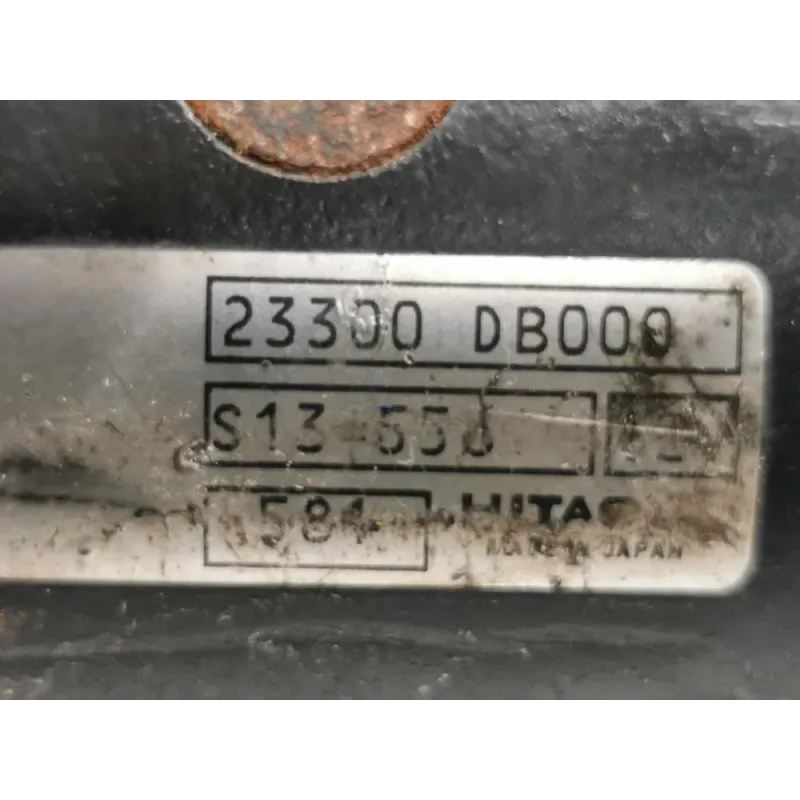 23300 DB000
S13-556
584
HITAC
MADE IN JAPAN